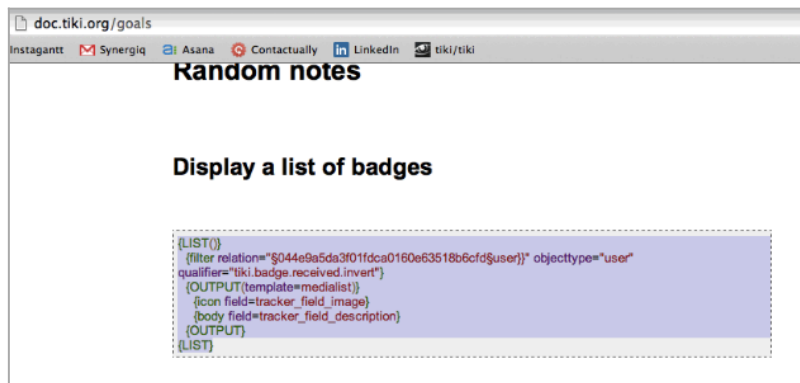 doc.tiki.org/goals
Instagantt Synergiq Asana Contactually LinkedIn tiki/tiki
Random notes
Display a list of badges
{LIST()}
{filter relation="§044e9a5da3f01fdca0160e63518b6cfd§user}}" objecttype="user"
qualifier="tiki.badge.received.invert"}
{OUTPUT(template=medialist)}
{icon field=tracker_field_image}
{body field=tracker_field_description}
{OUTPUT}
{LIST}